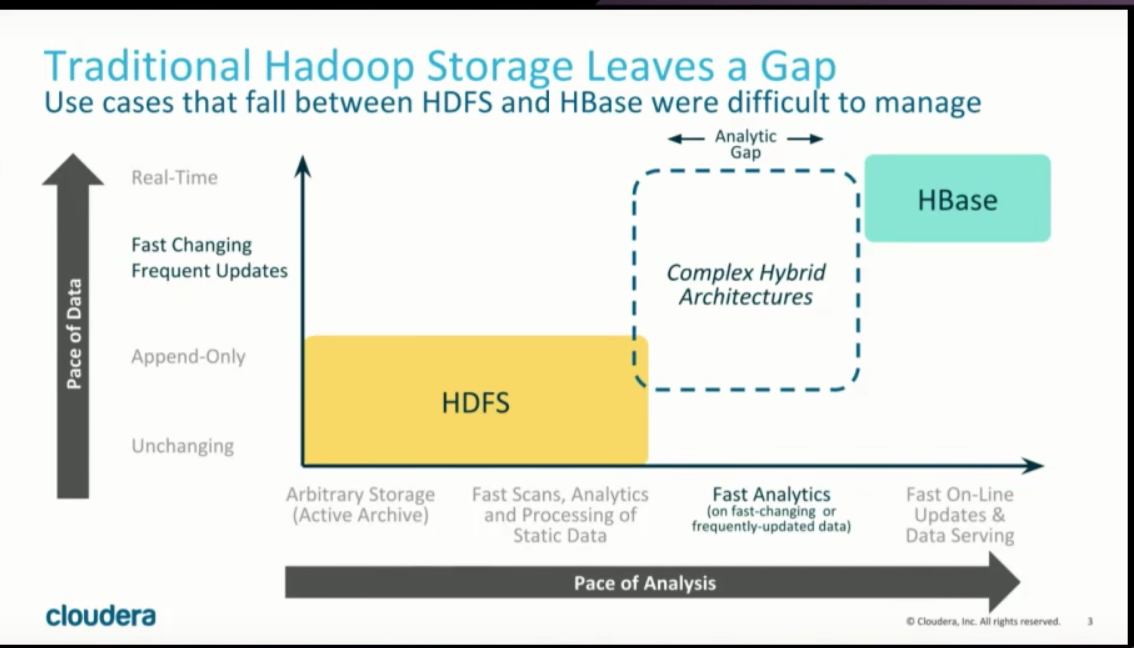 Traditional Hadoop Storage Leaves a Gap
Use cases that fall between HDFS and HBase were difficult to manage
Analytic
Gap
Real-Time
Fast Changing
Frequent Updates
Append-Only
Unchanging
Pace of Data
HBase
Complex Hybrid
Architectures
HDFS
Arbitrary Storage
(Active Archive)
Fast Scans, Analytics
and Processing of
Static Data
Fast Analytics
(on fast-changing or
frequently-updated data)
Fast On-Line
Updates &
Data Serving
Pace of Analysis
cloudera
© Cloudera, Inc. All rights reserved.
3